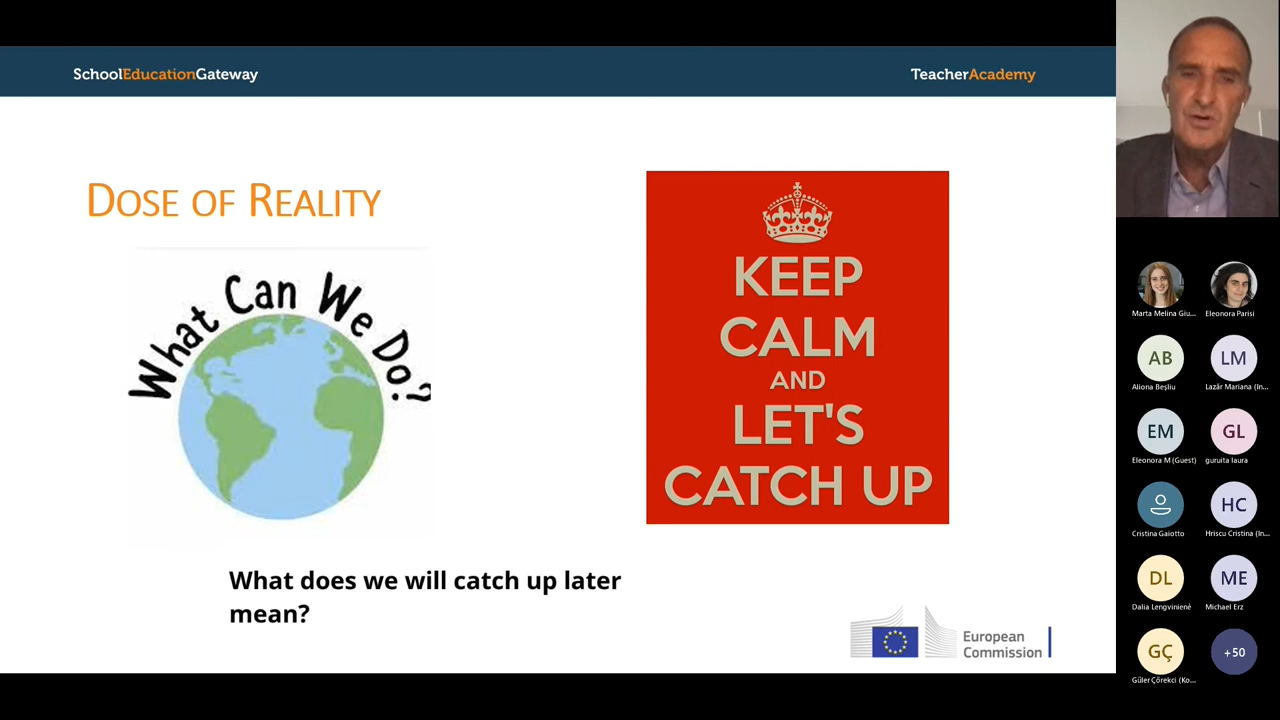 SchoolEducationGateway
TeacherAcademy
DOSE OF REALITY
What Can We Do?
KEEP
CALM
AND
LET'S
CATCH UP
What does we will catch up later
mean?
European
Commission
Marta Melina Giu...
Eleonora Parisi
AB
LM
Aliona Beşliu
Lazăr Mariana (In...
EM
GL
Eleonora M (Guest)
guruita laura
HC
Cristina Gaiotto
Hriscu Cristina (In...
DL
ME
Dalia Lengvinienė
Michael Erz
GÇ
+50
Güler Çörekci (Ko...